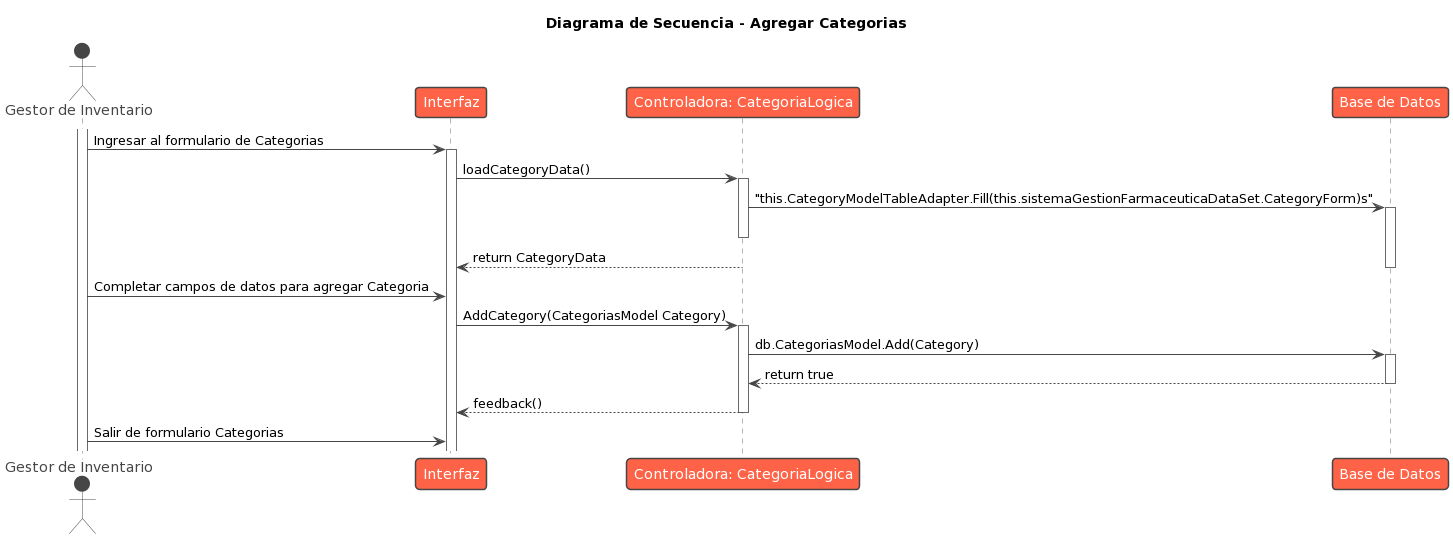 Diagrama de Secuencia - Agregar Categorias
Gestor de Inventario
Interfaz
Controladora: CategoriaLogica
Base de Datos
Ingresar al formulario de Categorias
loadCategoryData()
"this.CategoryModelTableAdapter.Fill(this.sistemaGestionFarmaceuticaDataSet.CategoryForm)s"
return CategoryData
Completar campos de datos para agregar Categoria
AddCategory(CategoriasModel Category)
db.CategoriasModel.Add(Category)
return true
feedback()
Salir de formulario Categorias
Gestor de Inventario
Interfaz
Controladora: CategoriaLogica
Base de Datos